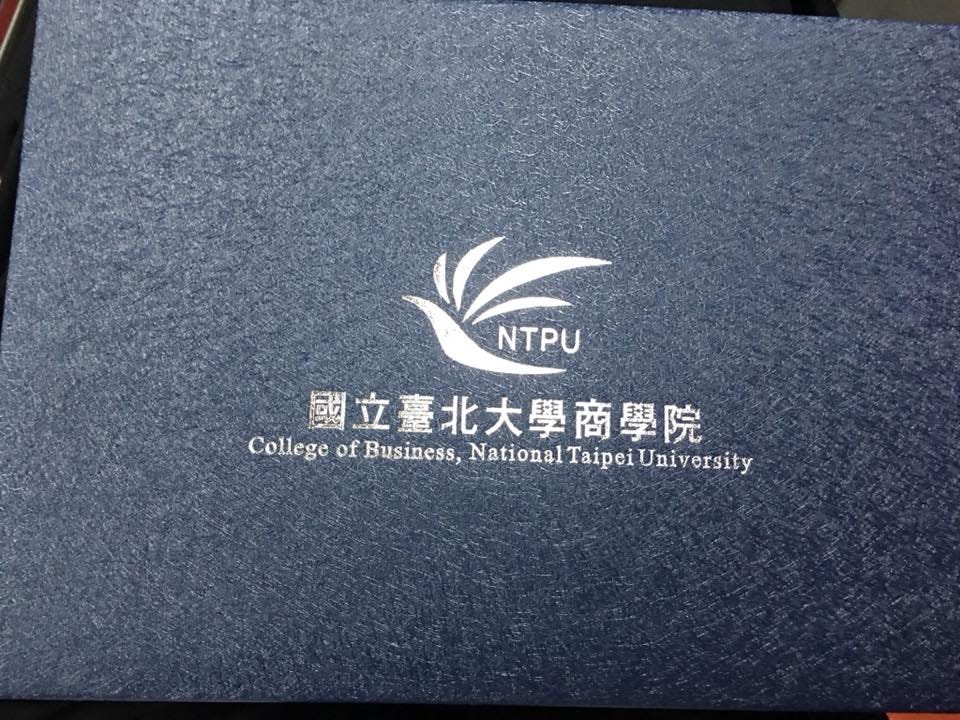 NTPU
國立臺北大學商學院
College of Business, National Taipei University